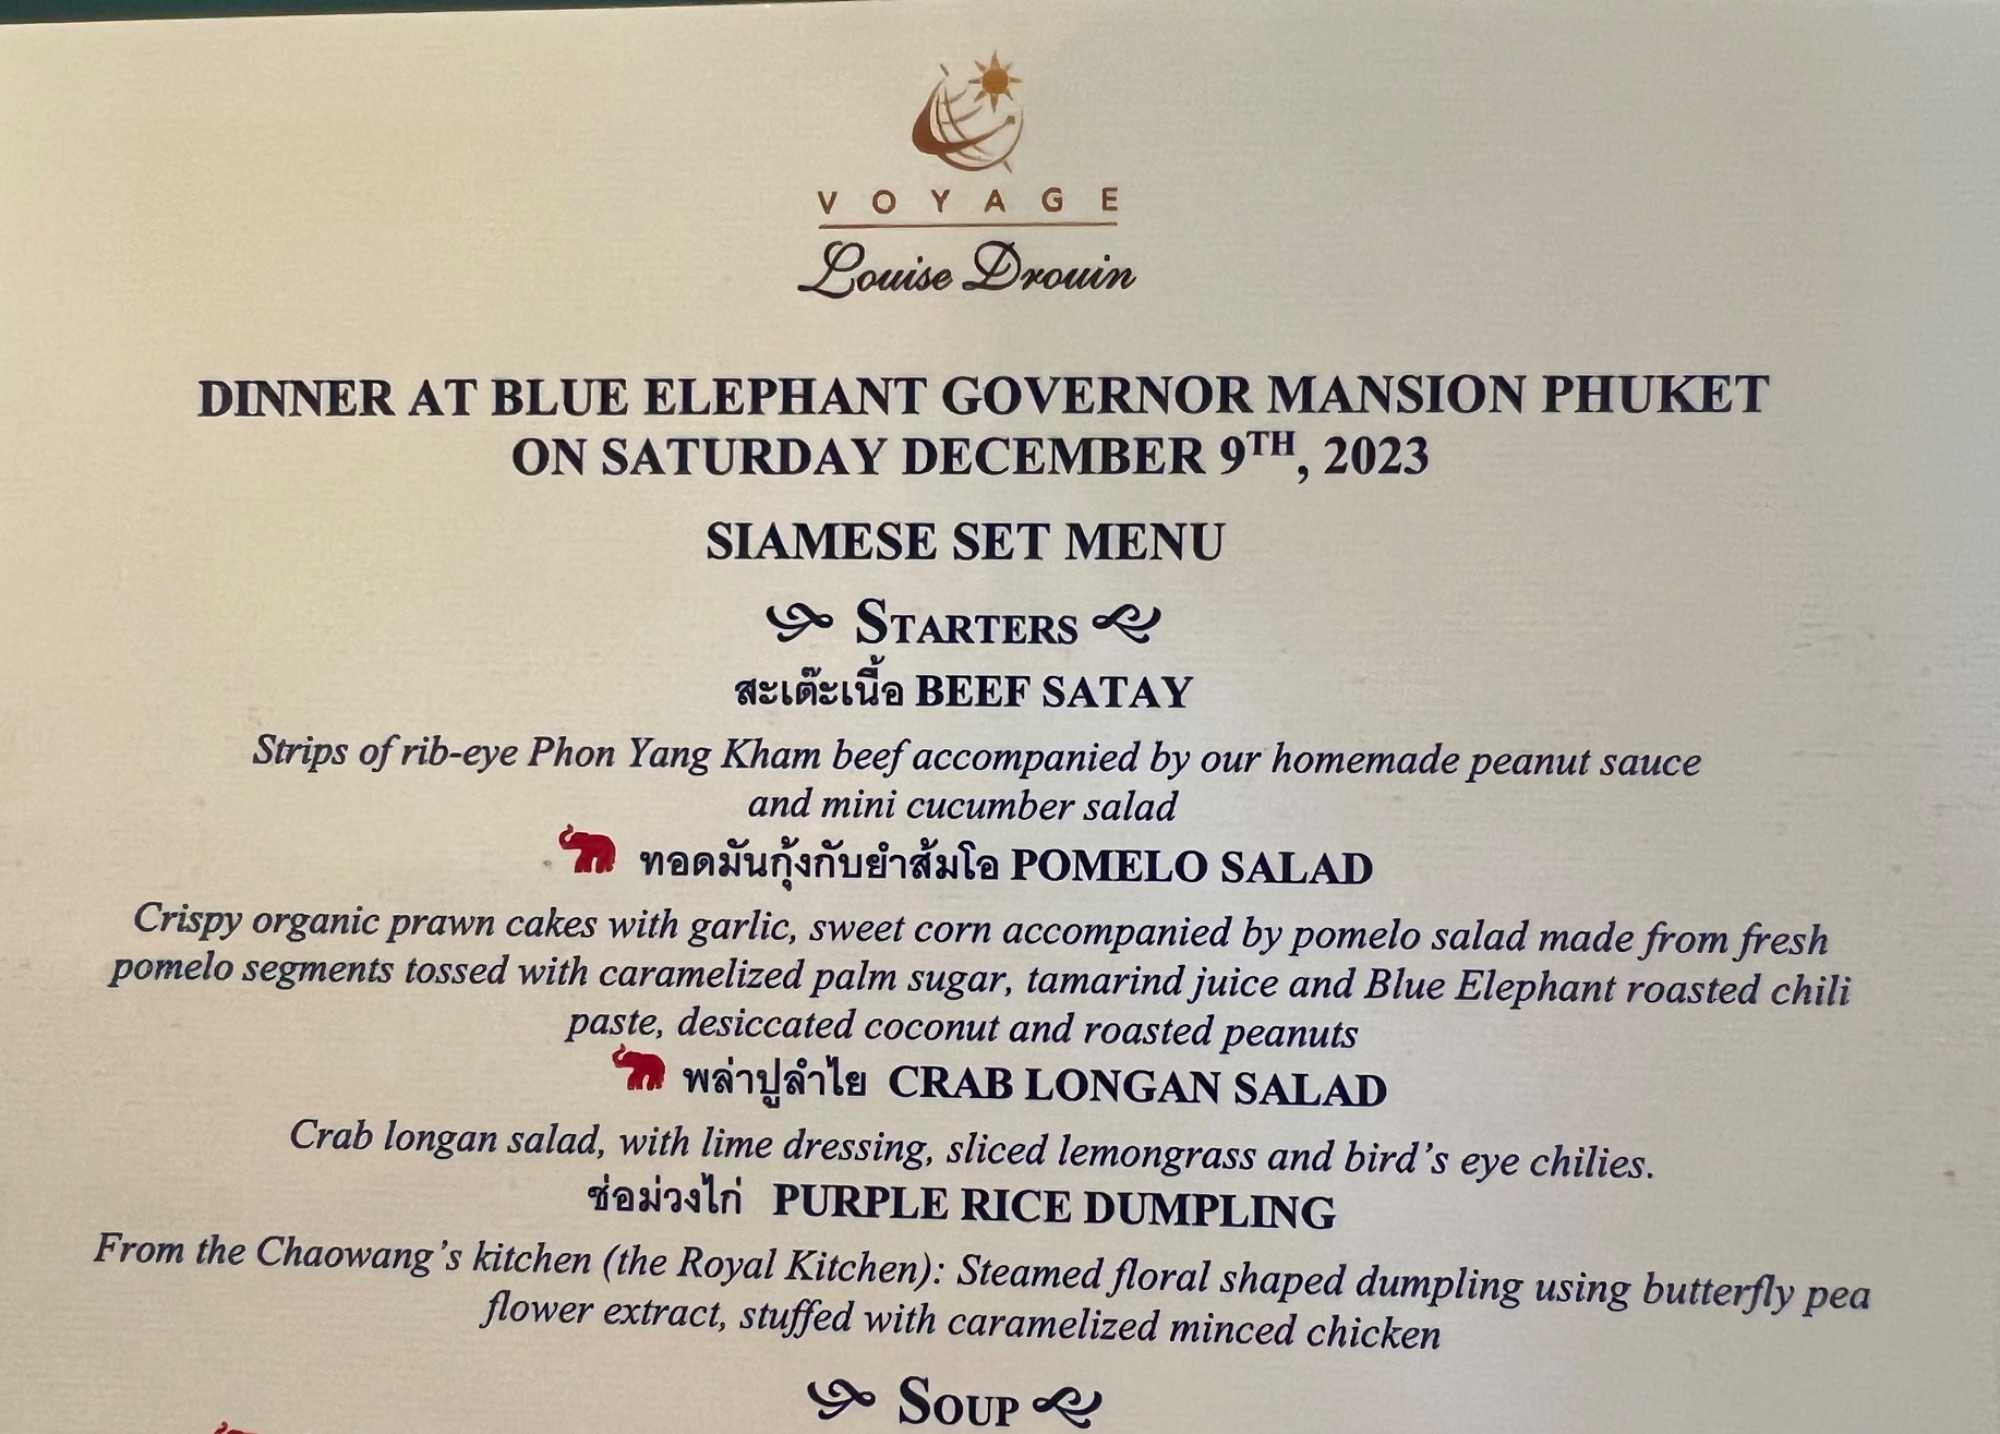 VOYAGE
Louise Drouin
DINNER AT BLUE ELEPHANT GOVERNOR MANSION PHUKET
ON SATURDAY DECEMBER 9TH, 2023
SIAMESE SET MENU
STARTERS
สะเต๊ะเนื้อ BEEF SATAY
Strips of rib-eye Phon Yang Kham beef accompanied by our homemade peanut sauce
and mini cucumber salad
ทอดมันกุ้งกับยำส้มโอ POMELO SALAD
Crispy organic prawn cakes with garlic, sweet corn accompanied by pomelo salad made from fresh
pomelo segments tossed with caramelized palm sugar, tamarind juice and Blue Elephant roasted chili
paste, desiccated coconut and roasted peanuts
พล่าปูลำไย CRAB LONGAN SALAD
Crab longan salad, with lime dressing, sliced lemongrass and bird's eye chilies.
ช่อม่วงไก่ PURPLE RICE DUMPLING
From the Chaowang's kitchen (the Royal Kitchen): Steamed floral shaped dumpling using butterfly pea
flower extract, stuffed with caramelized minced chicken
SOUP